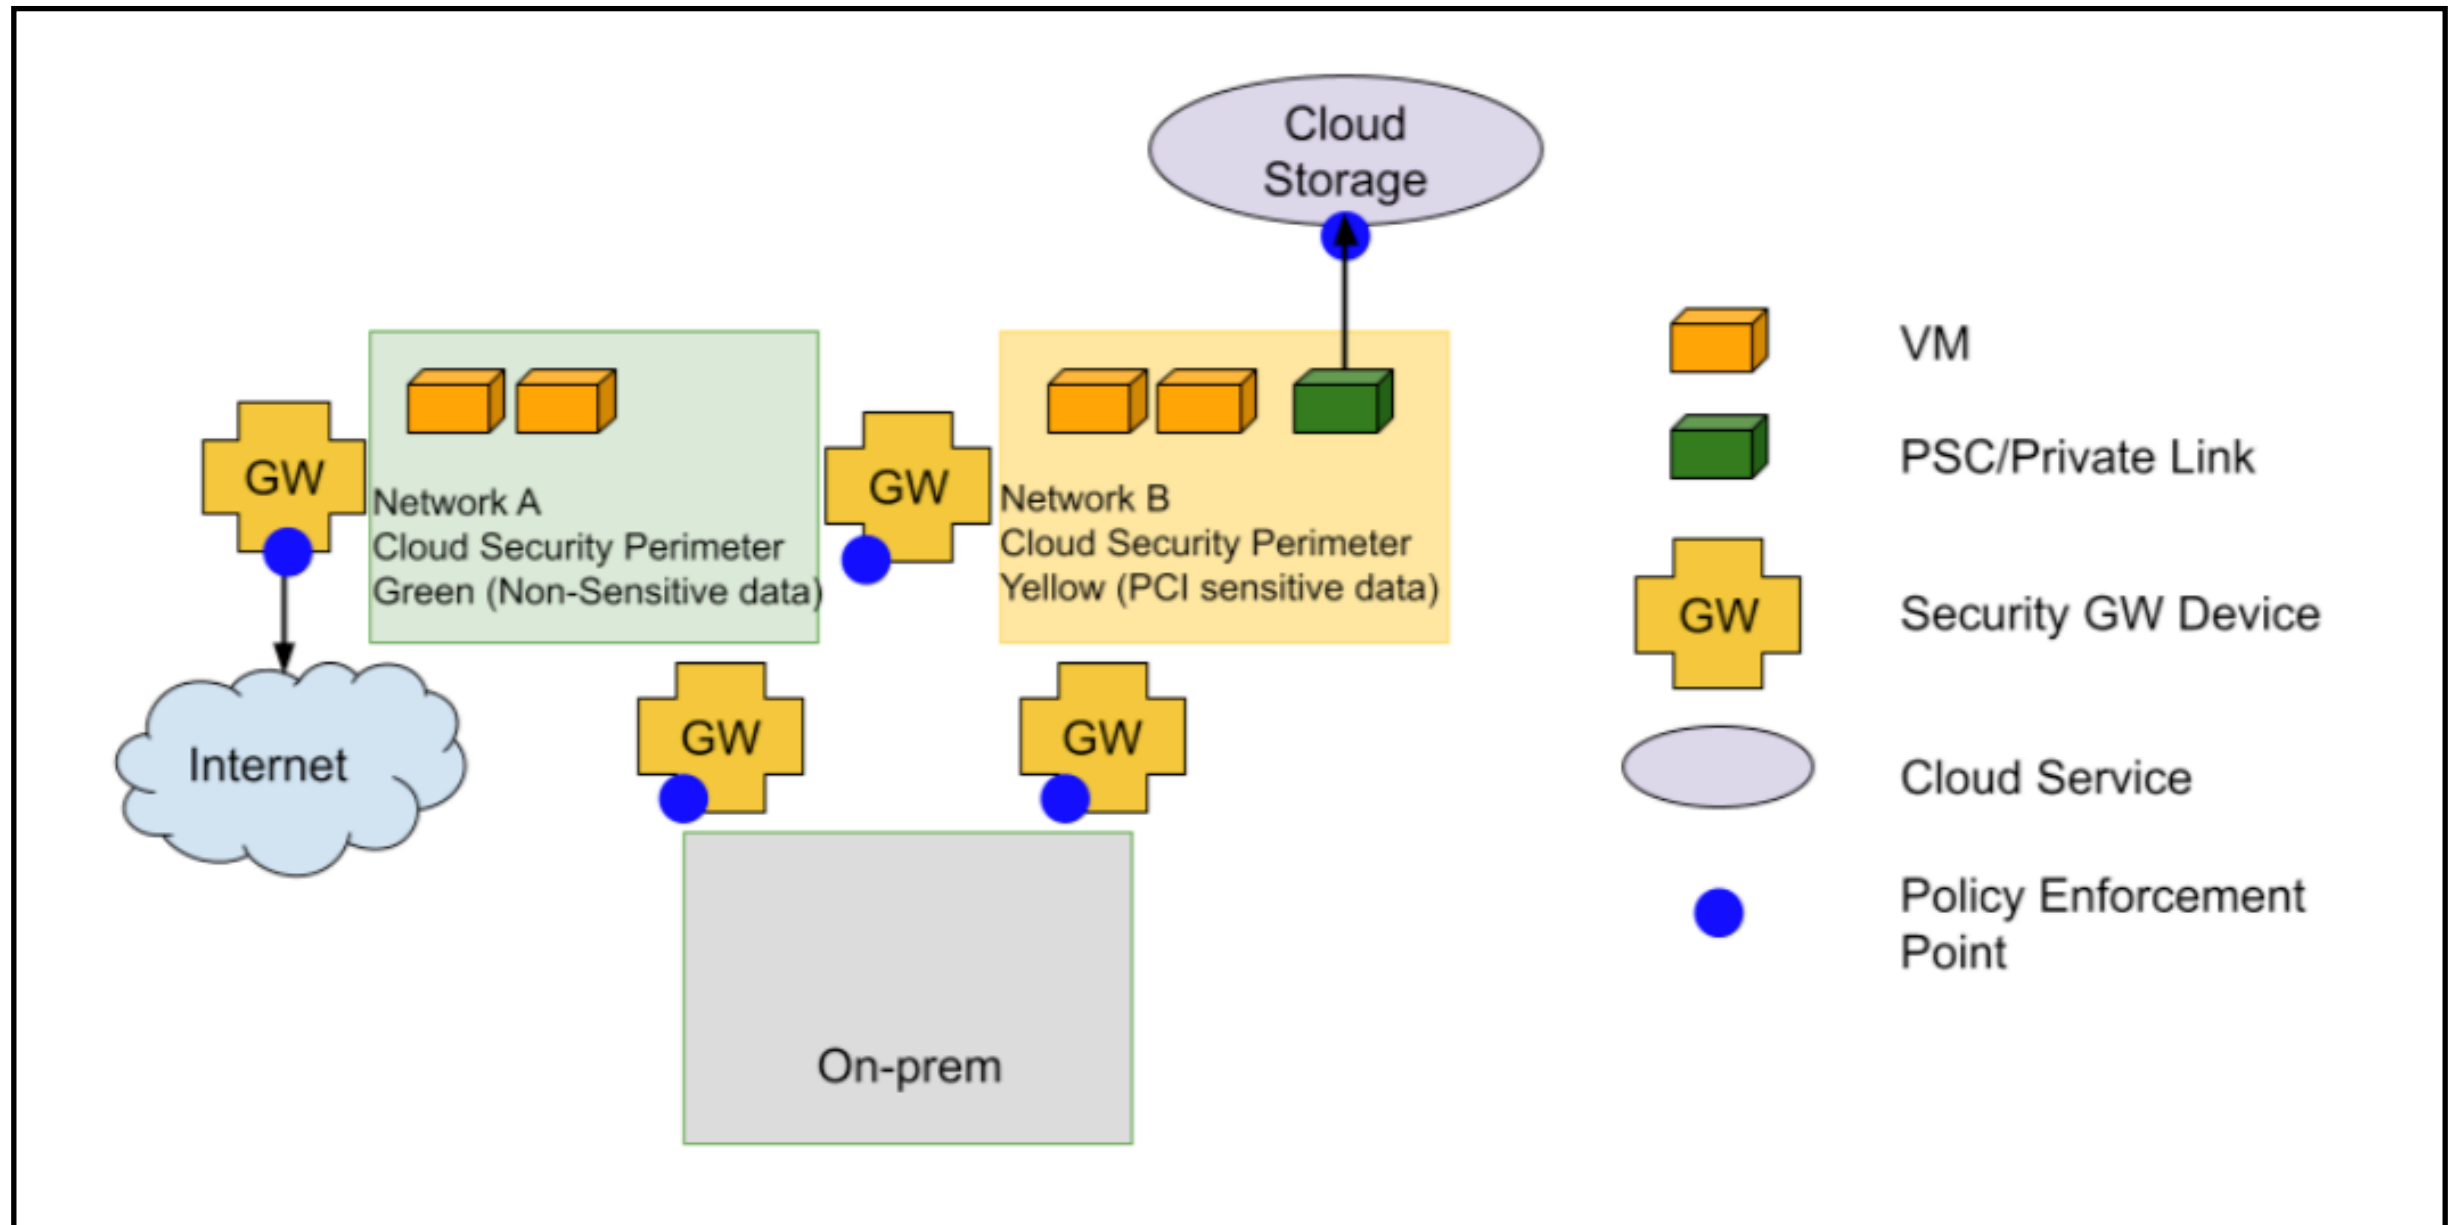 Cloud
Storage
GW
Network A
Cloud Security Perimeter
Green (Non-Sensitive data)
GW
Network B
Cloud Security Perimeter
Yellow (PCI sensitive data)
GW
GW
Internet
On-prem
VM
PSC/Private Link
GW
Security GW Device
Cloud Service
Policy Enforcement
Point